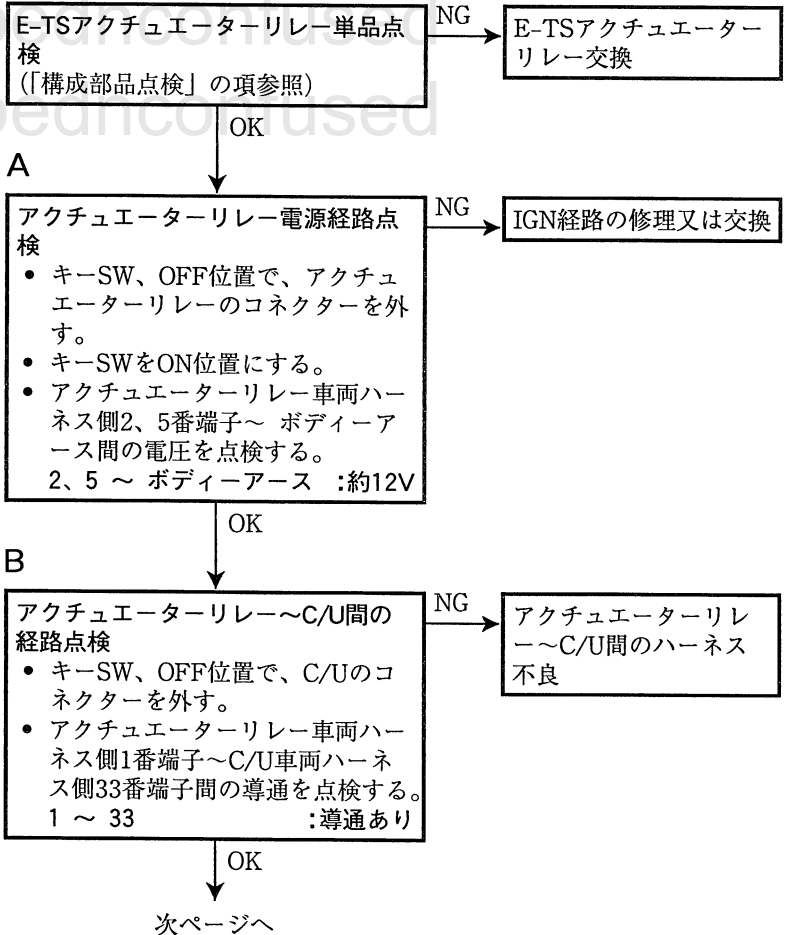 E-TSアクチュエーターリレー単品点
検
(「構成部品点検」の項参照)
NG
E-TSアクチュエーター
リレー交換
OK
A
アクチュエーターリレー電源経路点
検
• キーSW、OFF位置で、アクチュ
エーターリレーのコネクターを外
す。
• キーSWをON位置にする。
• アクチュエーターリレー車両ハー
ネス側2、5番端子～ ボディーア
ース間の電圧を点検する。
2、5 ～ ボディーアース :約12V
NG
IGN経路の修理又は交換
OK
B
アクチュエーターリレー～C/U間の
経路点検
• キーSW、OFF位置で、C/Uのコ
ネクターを外す。
• アクチュエーターリレー車両ハー
ネス側1番端子～C/U車両ハーネ
ス側33番端子間の導通を点検する。
1 ～ 33 :導通あり
NG
アクチュエーターリレ
ー～C/U間のハーネス
不良
OK
次ページへ